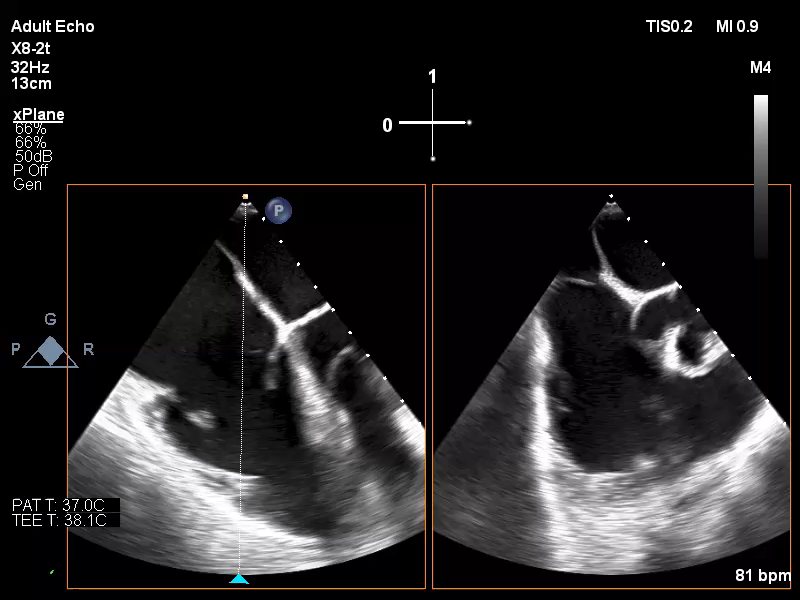 Adult Echo
TIS0.2 MI 0.9
X8-2t
32Hz
13cm
M4
1
0
xPlane
66%
66%
50dB
P Off
Gen
P
G
P R
PAT T: 37.0C
TEE T: 38.1C
81 bpm